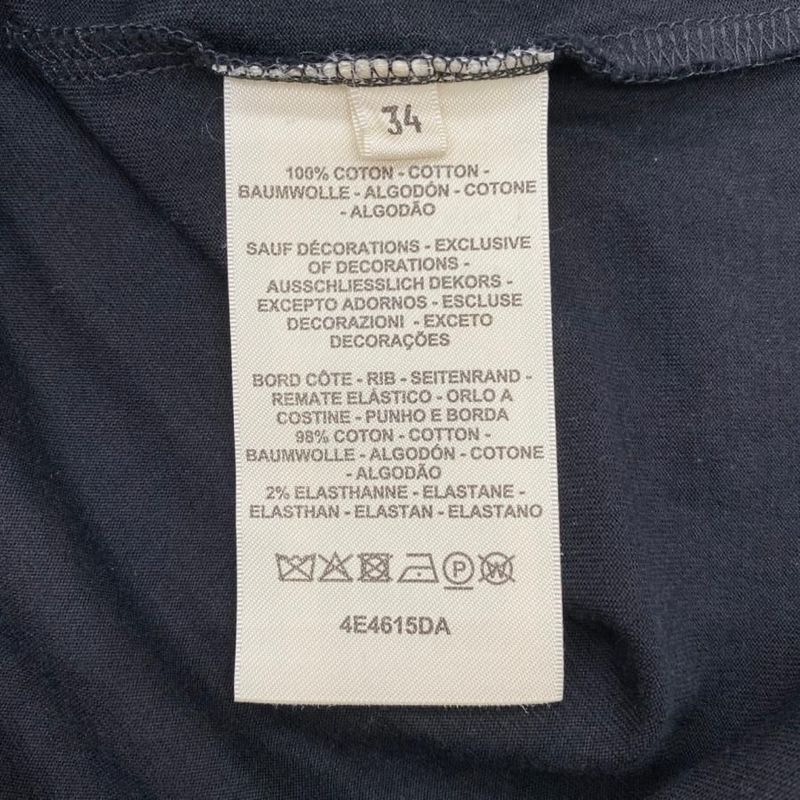 34
100% COTON - COTTON -
BAUMWOLLE - ALGODÓN - COTONE
- ALGODÃO
SAUF DÉCORATIONS - EXCLUSIVE
OF DECORATIONS -
AUSSCHLIESSLICH DEKORS -
EXCEPTO ADORNOS - ESCLUSE
DECORAZIONI - EXCETO
DECORAÇÕES
BORD CÔTE - RIB - SEITENRAND -
REMATE ELÁSTICO - ORLO A
COSTINE - PUNHO E BORDA
98% COTON - COTTON -
BAUMWOLLE - ALGODÓN - COTONE
- ALGODÃO
2% ELASTHANNE - ELASTANE -
ELASTHAN - ELASTAN - ELASTANO
P W
4E4615DA